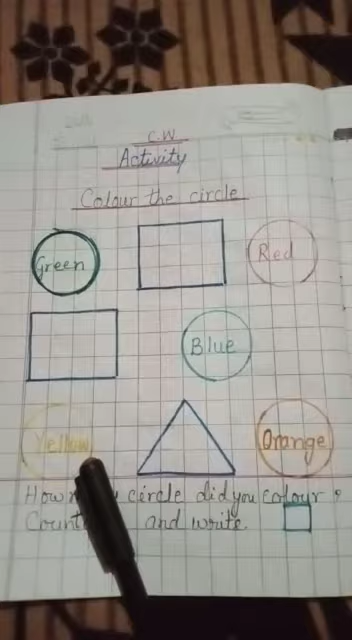 C.W
Activity
Colour the circle
Green
Red
Blue
Yellow
Orange
How circle did you colour ?
Count and write.